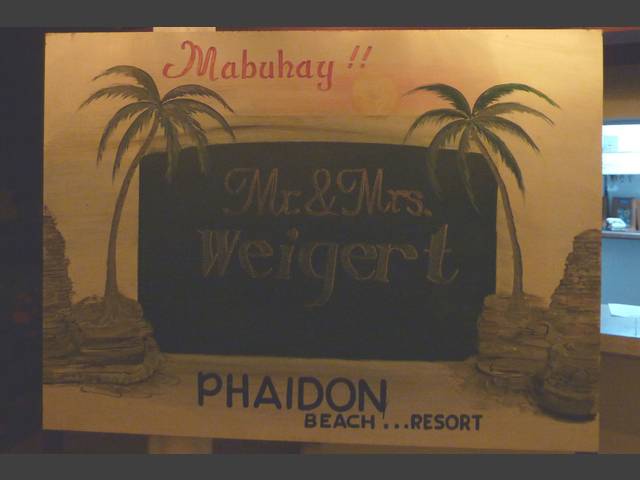 Mabuhay !!
Mr. & Mrs.
Weigert
PHAIDON
BEACH...RESORT